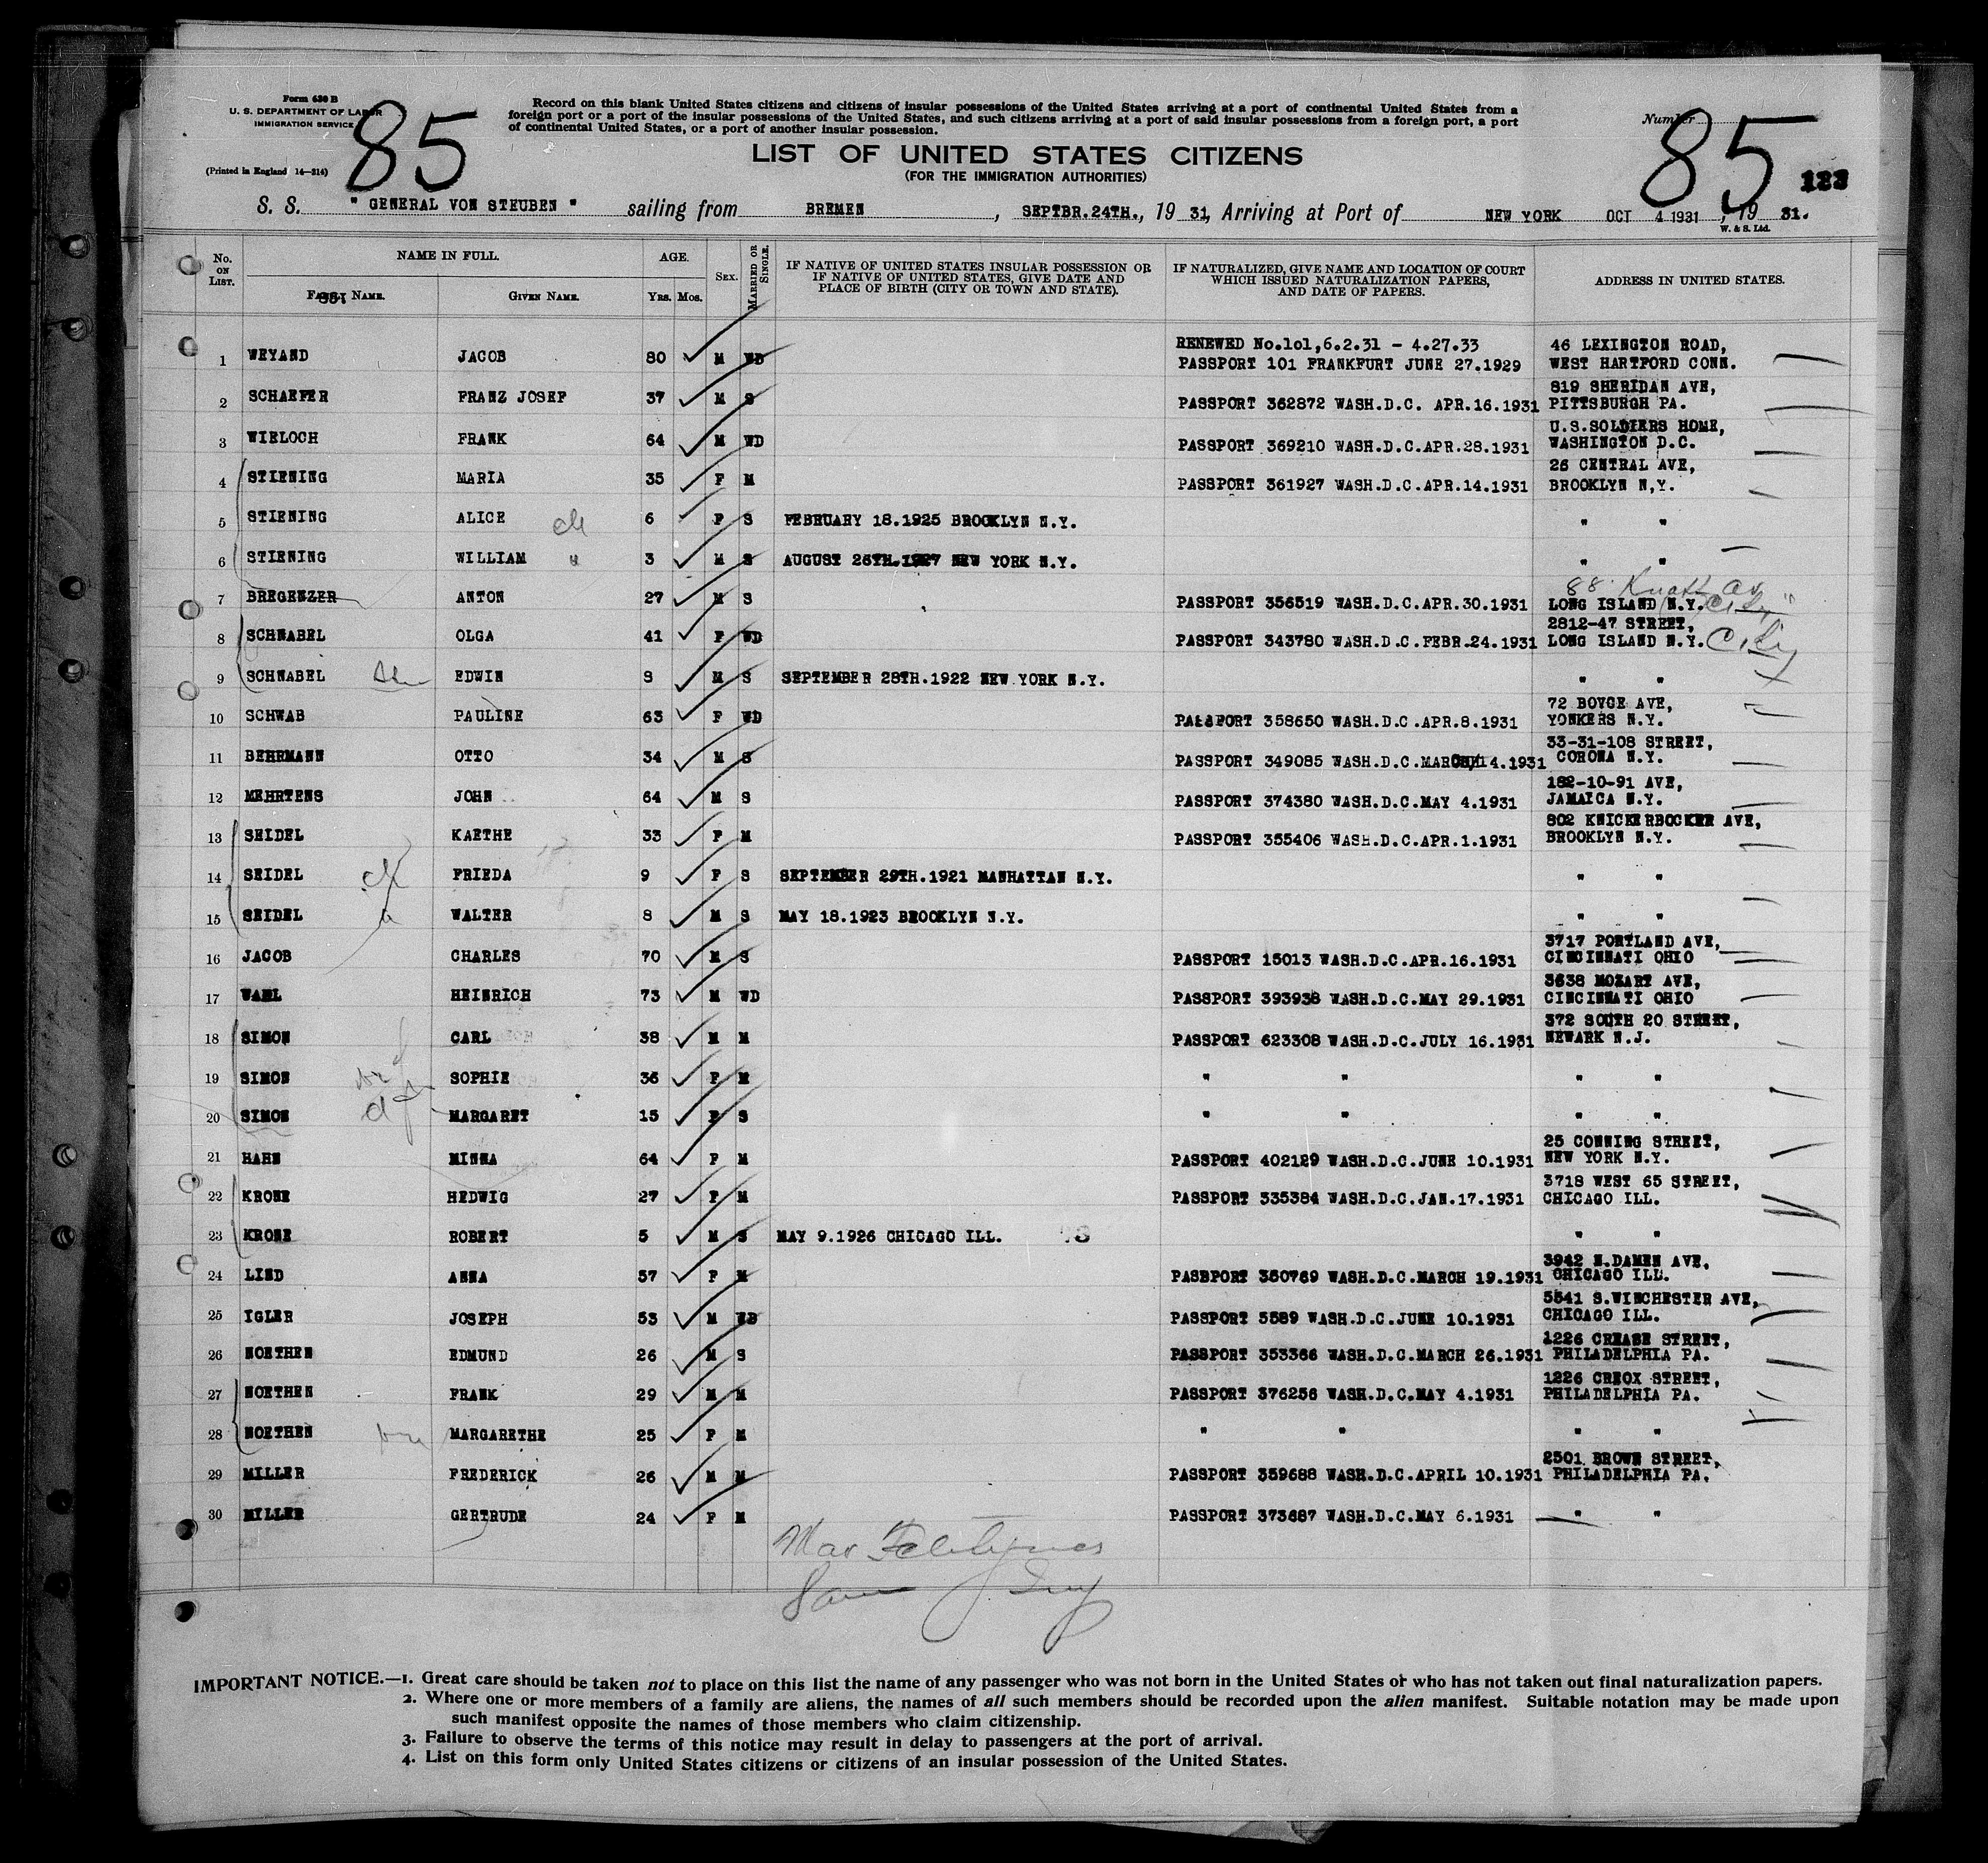 Form 630 B
U. S. DEPARTMENT OF LABOR
IMMIGRATION SERVICE
(Printed in England 14—214)
85
Record on this blank United States citizens and citizens of insular possessions of the United States arriving at a port of continental United States from a
foreign port or a port of the insular possessions of the United States, and such citizens arriving at a port of said insular possessions from a foreign port, a port
of continental United States, or a port of another insular possession.
Number
85
LIST OF UNITED STATES CITIZENS
(FOR THE IMMIGRATION AUTHORITIES)
S. S. " GENERAL VON STEUBEN " sailing from BREMEN, SEPTBR.24TH., 19 31, Arriving at Port of NEW YORK OCT 4 1931, 19 31.
W. & S. Ltd.
No. ON LIST. NAME IN FULL. AGE. SEX. MARRIED OR SINGLE. IF NATIVE OF UNITED STATES INSULAR POSSESSION OR IF NATIVE OF UNITED STATES, GIVE DATE AND PLACE OF BIRTH (CITY OR TOWN AND STATE). IF NATURALIZED, GIVE NAME AND LOCATION OF COURT WHICH ISSUED NATURALIZATION PAPERS, AND DATE OF PAPERS. ADDRESS IN UNITED STATES.
FAMILY NAME. GIVEN NAME. YRS. MOS.
RENEWED No.101,6.2.31 - 4.27.33 46 LEXINGTON ROAD,
1 WEYAND JACOB 80 M WD PASSPORT 101 FRANKFURT JUNE 27.1929 WEST HARTFORD CONN.
819 SHERIDAN AVE,
2 SCHAEFER FRANZ JOSEF 37 M S PASSPORT 362872 WASH.D.C. APR.16.1931 PITTSBURGH PA.
U.S.SOLDIERS HOME,
3 WIELOCH FRANK 64 M WD PASSPORT 369210 WASH.D.C.APR.28.1931 WASHINGTON D.C.
26 CENTRAL AVE,
4 STIENING MARIA 35 F M PASSPORT 361927 WASH.D.C.APR.14.1931 BROOKLYN N,Y.
5 STIENING ALICE ch 6 F S FEBRUARY 18.1925 BROOKLYN N.Y. " "
6 STIENING WILLIAM " 3 M S AUGUST 26TH.1927 NEW YORK N.Y. " "
88
7 BREGENZER ANTON 27 M S PASSPORT 356519 WASH.D.C.APR.30.1931 LONG ISLAND N.Y. City "
2812-47 STREET,
8 SCHNABEL OLGA 41 F WD PASSPORT 343780 WASH.D.C.FEBR.24.1931 LONG ISLAND N.Y. City
9 SCHNABEL EDWIN 9 M S SEPTEMBER 28TH.1922 NEW YORK N.Y. " "
72 BOYCE AVE,
10 SCHWAB PAULINE 63 F WD PASSPORT 358650 WASH.D.C.APR.8.1931 YONKERS N.Y.
33-31-108 STREET,
11 BEHRMANN OTTO 34 M S PASSPORT 349085 WASH.D.C.MARCH 14.1931 CORONA N.Y.
182-10-91 AVE,
12 MEHRTENS JOHN 64 M S PASSPORT 374380 WASH.D.C.MAY 4.1931 JAMAICA N.Y.
802 KNICKERBOCKER AVE,
13 SEIDEL KAETHE 33 F M PASSPORT 355406 WASH.D.C.APR.1.1931 BROOKLYN N.Y.
14 SEIDEL ch FRIEDA 9 F S SEPTEMBER 29TH.1921 MANHATTAN N.Y. " "
15 SEIDEL " WALTER 8 M S MAY 18.1923 BROOKLYN N.Y. " "
3717 PORTLAND AVE,
16 JACOB CHARLES 70 M S PASSPORT 15013 WASH.D.C.APR.16.1931 CINCINNATI OHIO
3638 MOZART AVE,
17 WAHL HEINRICH 73 M WD PASSPORT 393938 WASH.D.C.MAY 29.1931 CINCINNATI OHIO
372 SOUTH 20 STREET,
18 SIMON CARL 38 M M PASSPORT 623308 WASH.D.C.JULY 16.1931 NEWARK N.J.
19 SIMON SOPHIE 36 F M " " " "
20 SIMON MARGARET 15 F S " " " "
25 CONNING STREET,
21 HAHN MINNA 64 F M PASSPORT 402129 WASH.D.C.JUNE 10.1931 NEW YORK N.Y.
3718 WEST 65 STREET,
22 KRONE HEDWIG 27 F M PASSPORT 335384 WASH.D.C.JAN.17.1931 CHICAGO ILL.
23 KRONE ROBERT 5 M S MAY 9.1926 CHICAGO ILL. " "
3942 N.DAMEN AVE,
24 LIND ANNA 57 F M PASSPORT 350769 WASH.D.C.MARCH 19.1931 CHICAGO ILL.
5541 S.WINCHESTER AVE,
25 IGLER JOSEPH 53 M WD PASSPORT 5589 WASH.D.C.JUNE 10.1931 CHICAGO ILL.
1226 CREASE STREET,
26 NOETHEN EDMUND 26 M S PASSPORT 353366 WASH.D.C.MARCH 26.1931 PHILADELPHIA PA.
1226 CREOX STREET,
27 NOETHEN FRANK 29 M M PASSPORT 376256 WASH.D.C.MAY 4.1931 PHILADELPHIA PA.
28 NOETHEN MARGARETHE 25 F M " " " "
2501 BROWN STREET,
29 MILLER FREDERICK 26 M M PASSPORT 359688 WASH.D.C.APRIL 10.1931 PHILADELPHIA PA.
30 MILLER GERTRUDE 24 F M PASSPORT 373687 WASH.D.C.MAY 6.1931 " "
IMPORTANT NOTICE.—1. Great care should be taken not to place on this list the name of any passenger who was not born in the United States or who has not taken out final naturalization papers.
2. Where one or more members of a family are aliens, the names of all such members should be recorded upon the alien manifest. Suitable notation may be made upon
such manifest opposite the names of those members who claim citizenship.
3. Failure to observe the terms of this notice may result in delay to passengers at the port of arrival.
4. List on this form only United States citizens or citizens of an insular possession of the United States.